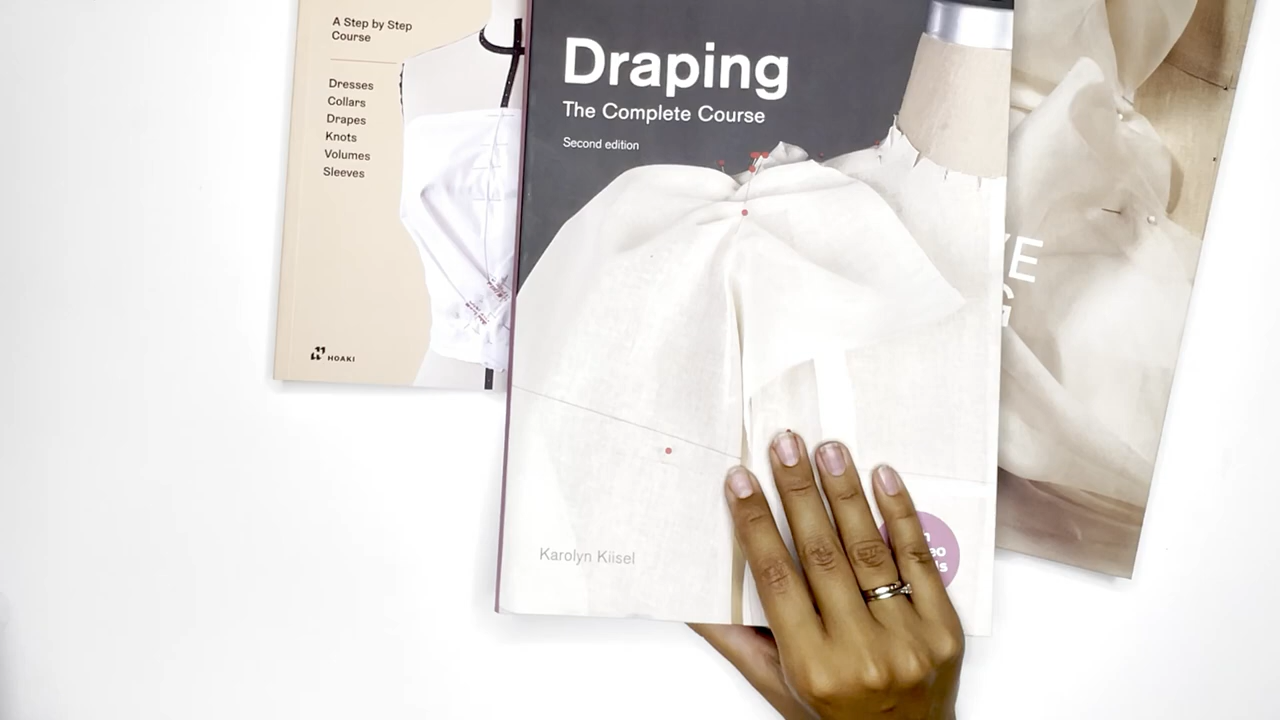 A Step by Step
Course
Dresses
Collars
Drapes
Knots
Volumes
Sleeves
HOAKI
Draping
The Complete Course
Second edition
Karolyn Kiisel